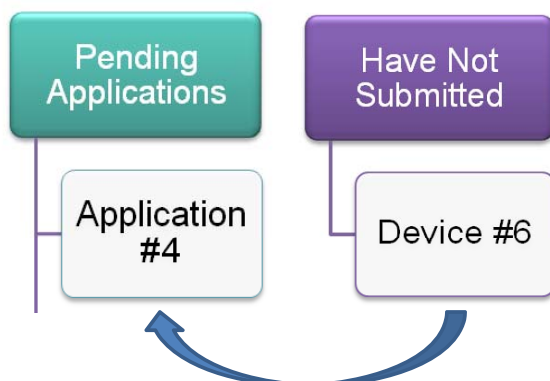 Pending
Applications
Have Not
Submitted
Application
#4
Device #6